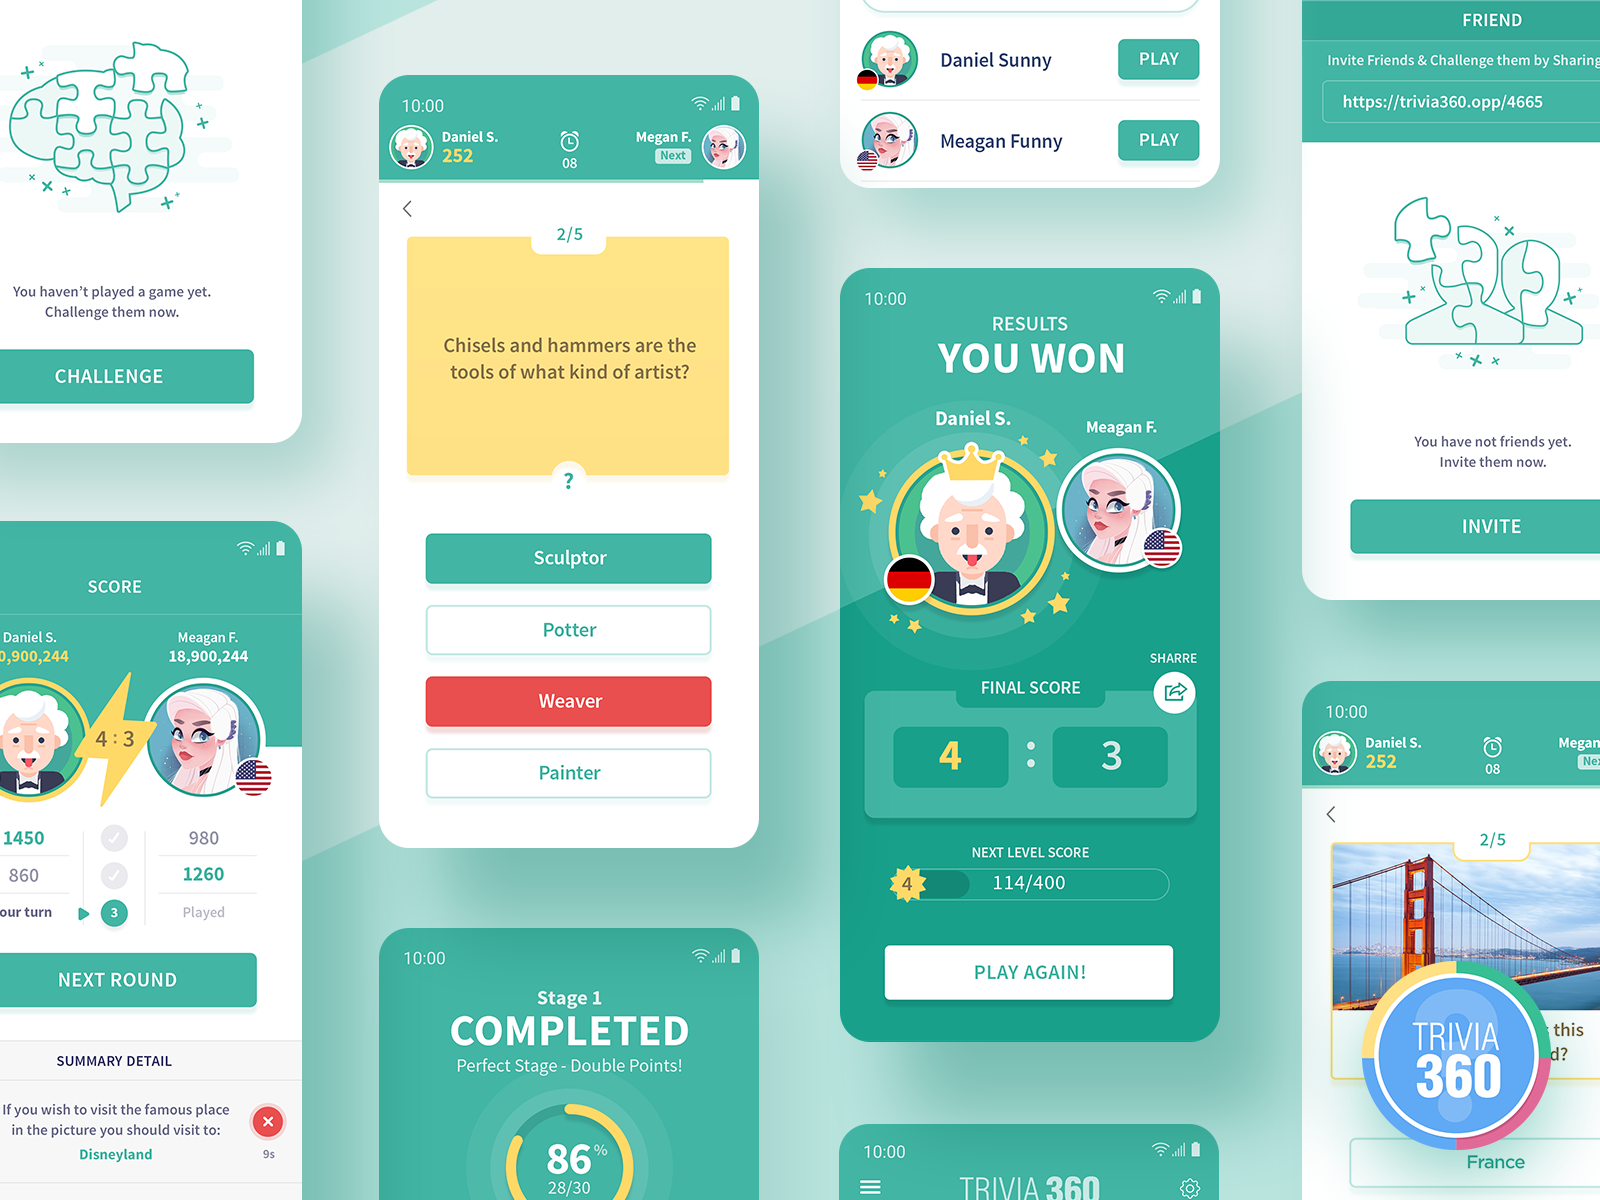 You haven't played a game yet.
Challenge them now.
CHALLENGE
SCORE
Daniel S.
0,900,244
Meagan F.
18,900,244
4 : 3
1450
980
860
1260
our turn
3
Played
NEXT ROUND
SUMMARY DETAIL
If you wish to visit the famous place
in the picture you should visit to:
Disneyland
9s
10:00
Daniel S.
252
08
Megan F.
Next
2/5
Chisels and hammers are the
tools of what kind of artist?
?
Sculptor
Potter
Weaver
Painter
10:00
Stage 1
COMPLETED
Perfect Stage - Double Points!
86%
28/30
Daniel Sunny
PLAY
Meagan Funny
PLAY
10:00
RESULTS
YOU WON
Daniel S.
Meagan F.
SHARRE
FINAL SCORE
4 : 3
NEXT LEVEL SCORE
4
114/400
PLAY AGAIN!
10:00
TRIVIA 360
FRIEND
Invite Friends & Challenge them by Sharing
https://trivia360.opp/4665
You have not friends yet.
Invite them now.
INVITE
10:00
Daniel S.
252
08
Megan
Nex
2/5
this
d?
TRIVIA
360
France